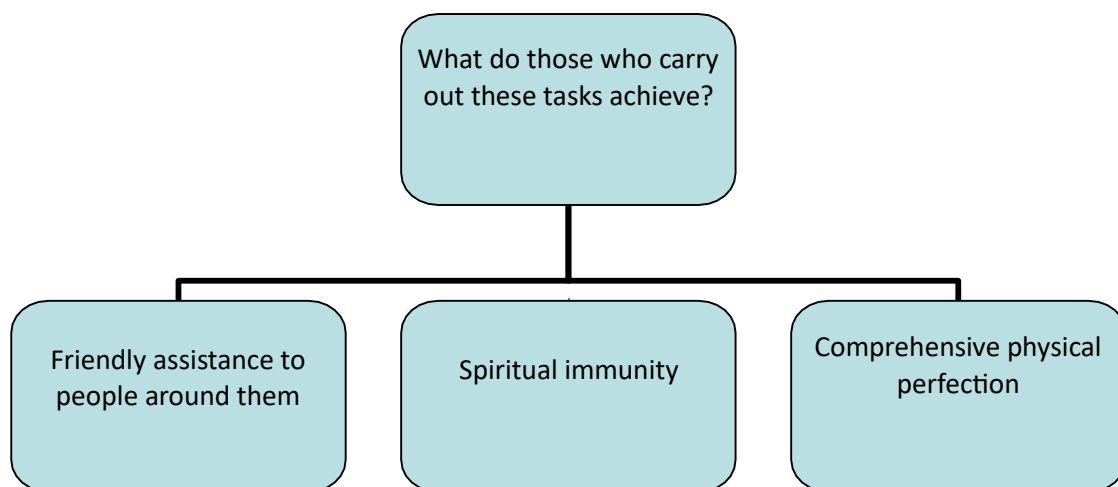 What do those who carry
out these tasks achieve?
Friendly assistance to
people around them
Spiritual immunity
Comprehensive physical
perfection